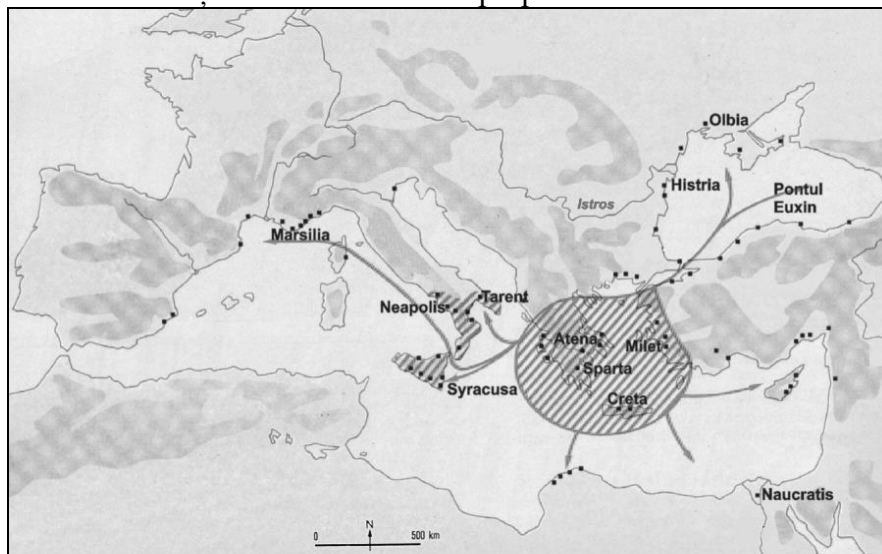 Olbia
Histria
Pontul
Euxin
Istros
Marsilia
Neapolis
Tarent
Atena
Milet
Sparta
Syracusa
Creta
Naucratis
N
0 500 km